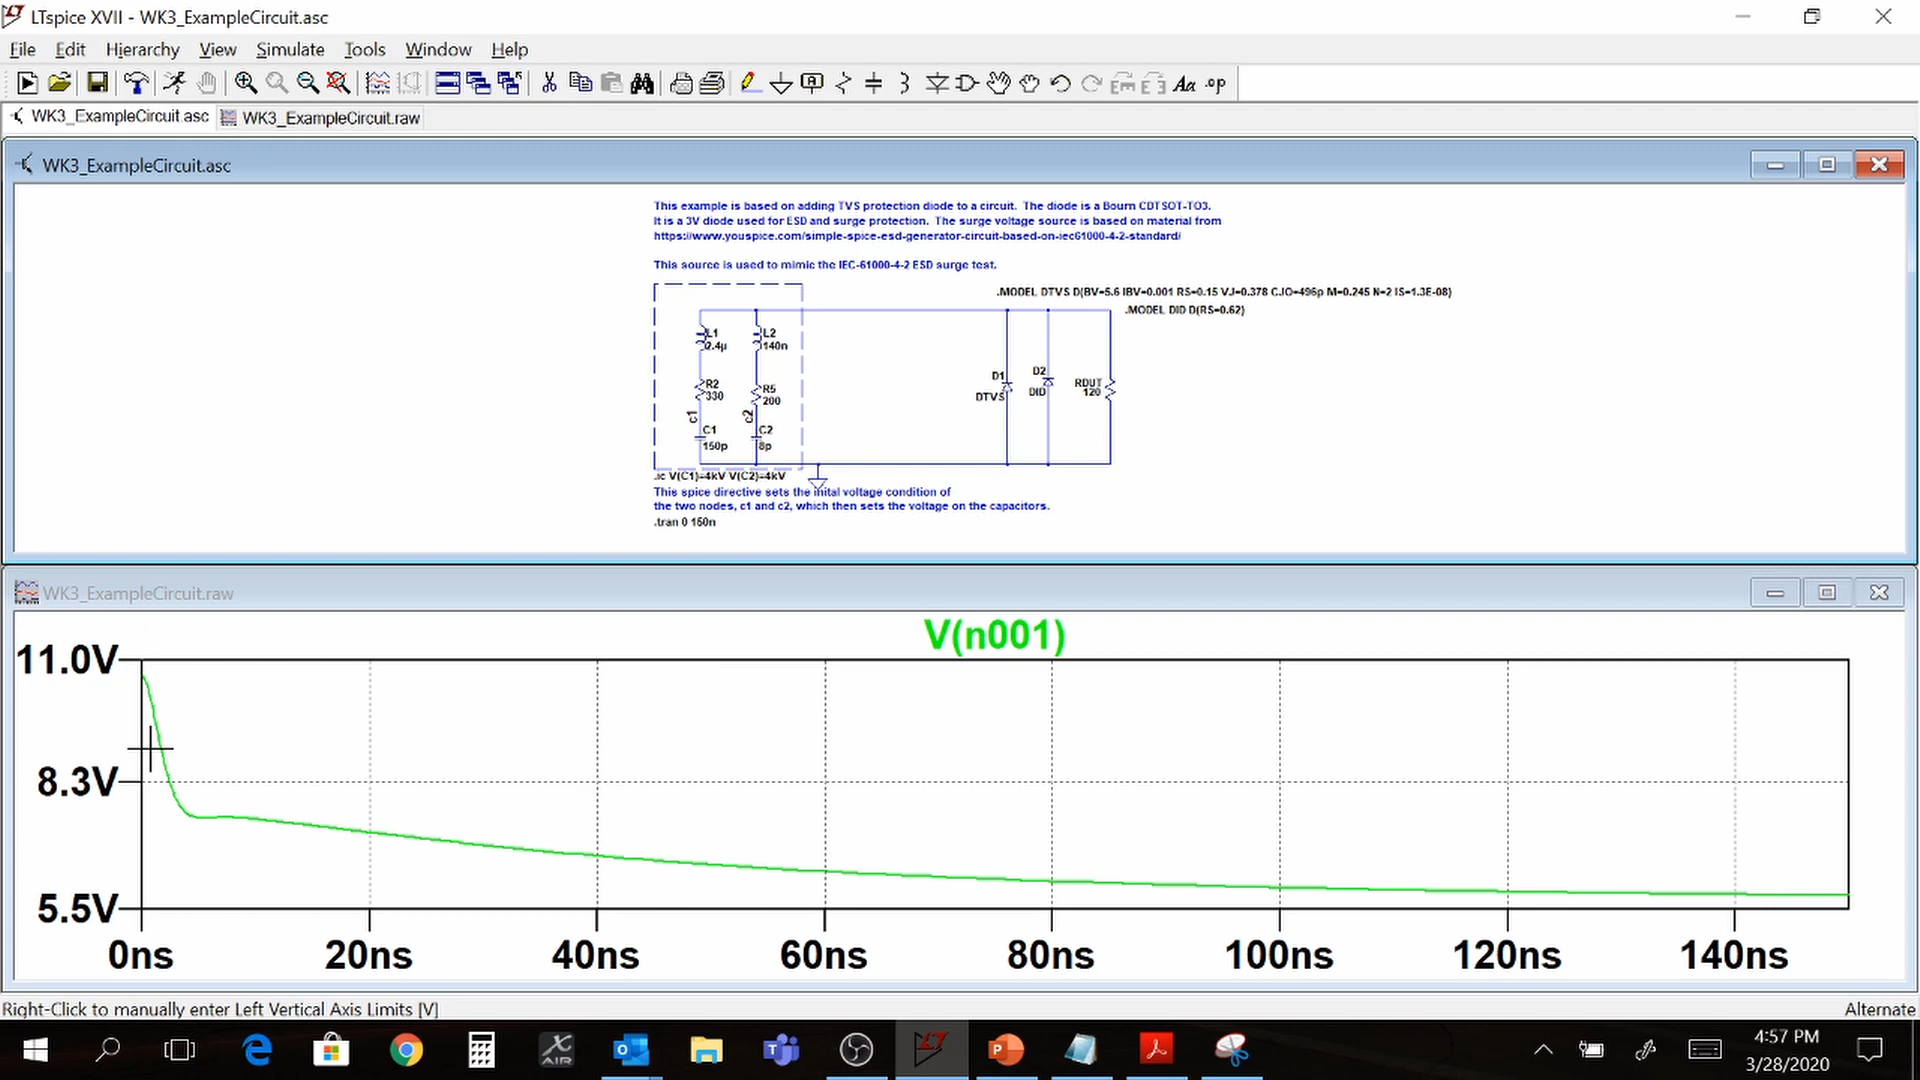 LTspice XVII - WK3_ExampleCircuit.asc
File Edit Hierarchy View Simulate Tools Window Help
WK3_ExampleCircuit.asc WK3_ExampleCircuit.raw
WK3_ExampleCircuit.asc
This example is based on adding TVS protection diode to a circuit. The diode is a Bourn CDTSOT-TO3.
It is a 3V diode used for ESD and surge protection. The surge voltage source is based on material from
https://www.youspice.com/simple-spice-esd-generator-circuit-based-on-iec61000-4-2-standard/
This source is used to mimic the IEC-61000-4-2 ESD surge test.
.MODEL DTVS D(BV=5.6 IBV=0.001 RS=0.15 VJ=0.378 CJO=496p M=0.245 N=2 IS=1.3E-08)
.MODEL DID D(RS=0.62)
L1
2.4µ
L2
140n
R2
330
R5
200
c1
c2
C1
150p
C2
8p
D1
DTVS
D2
DID
RDUT
120
.ic V(C1)=4kV V(C2)=4kV
This spice directive sets the inital voltage condition of
the two nodes, c1 and c2, which then sets the voltage on the capacitors.
.tran 0 150n
WK3_ExampleCircuit.raw
V(n001)
11.0V
8.3V
5.5V
0ns 20ns 40ns 60ns 80ns 100ns 120ns 140ns
Right-Click to manually enter Left Vertical Axis Limits [V] Alternate
X AIR
4:57 PM
3/28/2020